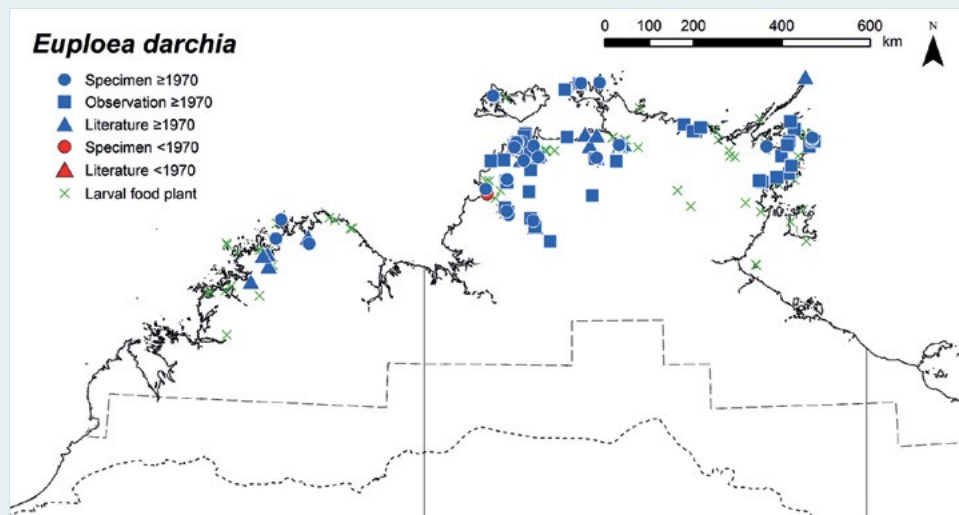 Euploea darchia
Specimen ≥1970
Observation ≥1970
Literature ≥1970
Specimen <1970
Literature <1970
Larval food plant
0 100 200 400 600
km
N